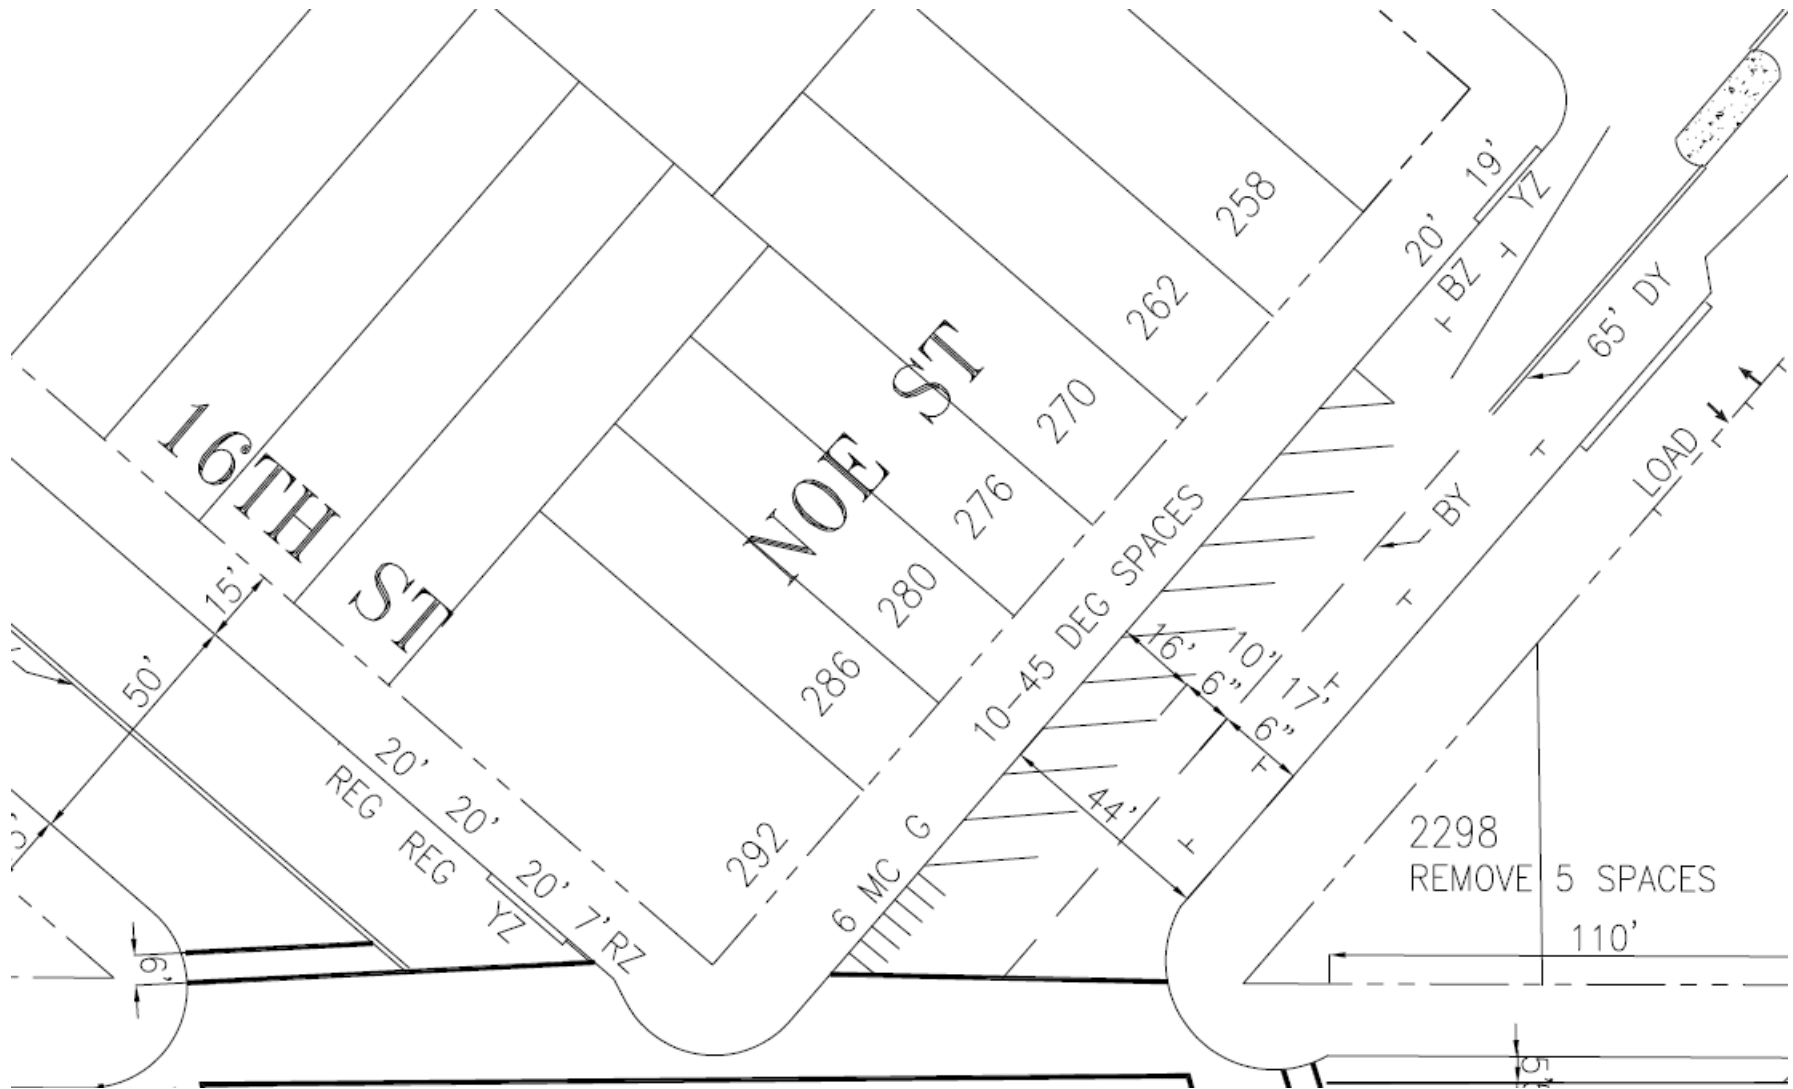 19'
YZ
20'
BZ
258
262
65' DY
270
LOAD
276
BY
280
286
292
16TH ST
NOE ST
10-45 DEG SPACES
16' 6"
10'
17' 6"
44'
15'
50'
20'
REG
20'
REG
20'
YZ
7' RZ
6 MC
G
2298
REMOVE 5 SPACES
110'
6'